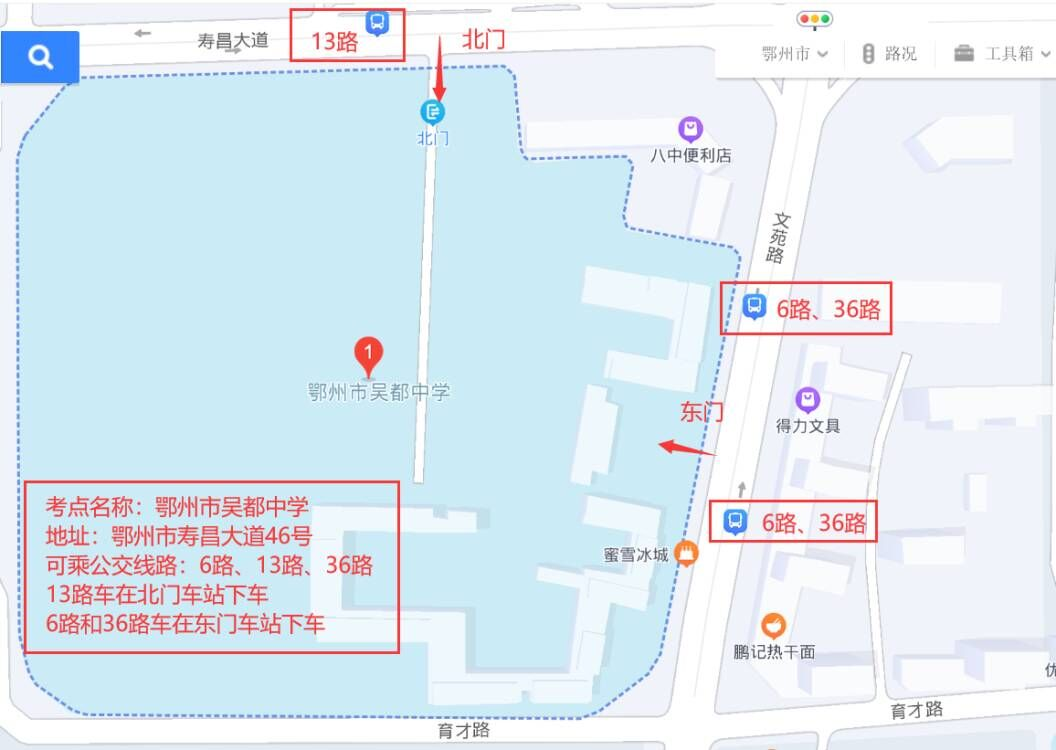 13路
寿昌大道
北门
鄂州市
路况
工具箱
北门
八中便利店
文苑路
6路、36路
1
鄂州市吴都中学
东门
得力文具
考点名称：鄂州市吴都中学
地址：鄂州市寿昌大道46号
可乘公交线路：6路、13路、36路
13路车在北门车站下车
6路和36路车在东门车站下车
6路、36路
蜜雪冰城
鹏记热干面
优
育才路
育才路